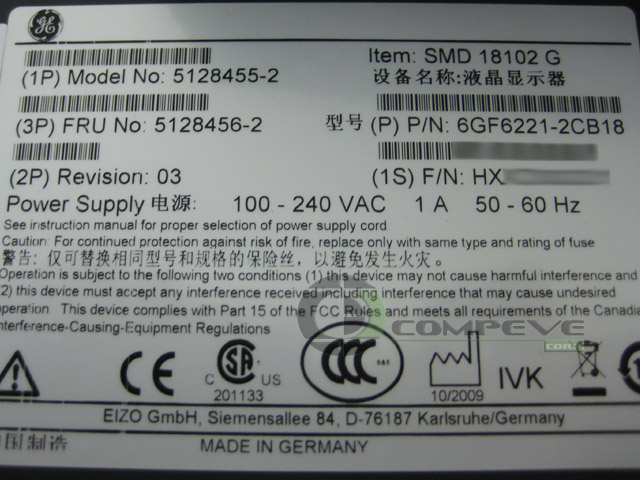 GE
Item: SMD 18102 G
(1P) Model No: 5128455-2
设备名称:液晶显示器
(3P) FRU No: 5128456-2
型号 (P) P/N: 6GF6221-2CB18
(2P) Revision: 03
(1S) F/N: HX
Power Supply 电源: 100 - 240 VAC 1 A 50 - 60 Hz
See instruction manual for proper selection of power supply cord
Caution: For continued protection against risk of fire, replace only with same type and rating of fuse
警告: 仅可替换相同型号和规格的保险丝, 以避免发生火灾.
Operation is subject to the following two conditions (1) this device may not cause harmful interference and
(2) this device must accept any interference received including interference that may cause undesired
operation. This device complies with Part 15 of the FCC Rules and meets all requirements of the Canadia
Interference-Causing-Equipment Regulations
COMPEVE
.COM
CE
C SA US
201133
CCC S&E
10/2009
IVK
EIZO GmbH, Siemensallee 84, D-76187 Karlsruhe/Germany
国制造
MADE IN GERMANY